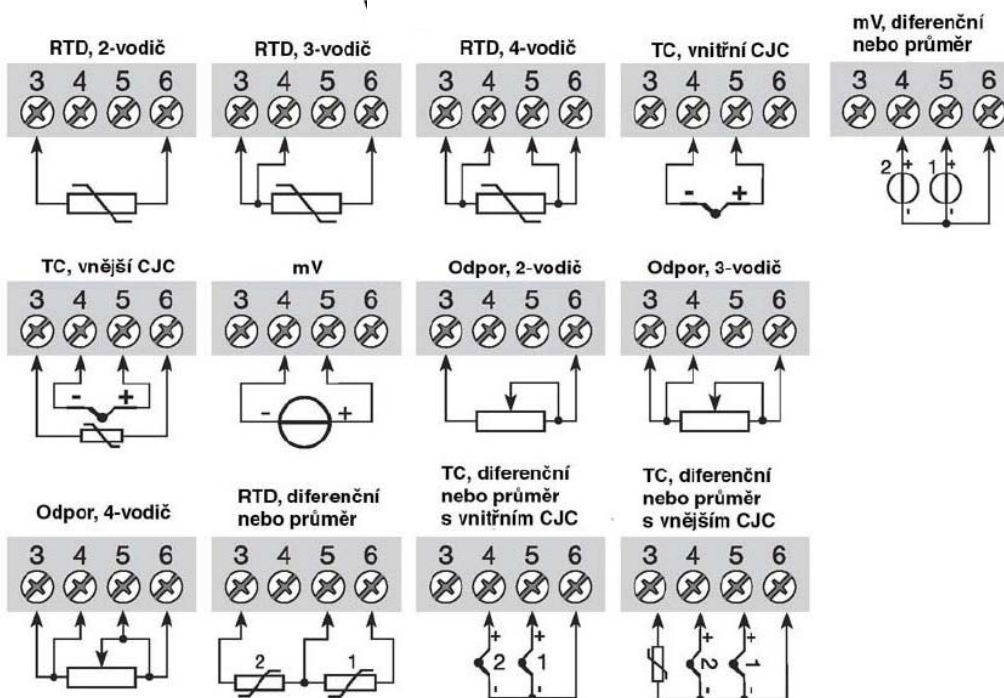 RTD, 2-vodič
3 4 5 6
RTD, 3-vodič
3 4 5 6
RTD, 4-vodič
3 4 5 6
TC, vnitřní CJC
3 4 5 6
- +
mV, diferenční
nebo průměr
3 4 5 6
2 + 1 +
- -
TC, vnější CJC
3 4 5 6
- +
mV
3 4 5 6
- +
Odpor, 2-vodič
3 4 5 6
Odpor, 3-vodič
3 4 5 6
Odpor, 4-vodič
3 4 5 6
RTD, diferenční
nebo průměr
3 4 5 6
2 1
TC, diferenční
nebo průměr
s vnitřním CJC
3 4 5 6
+ +
2 1
- -
TC, diferenční
nebo průměr
s vnějším CJC
3 4 5 6
+ +
2 1
- -